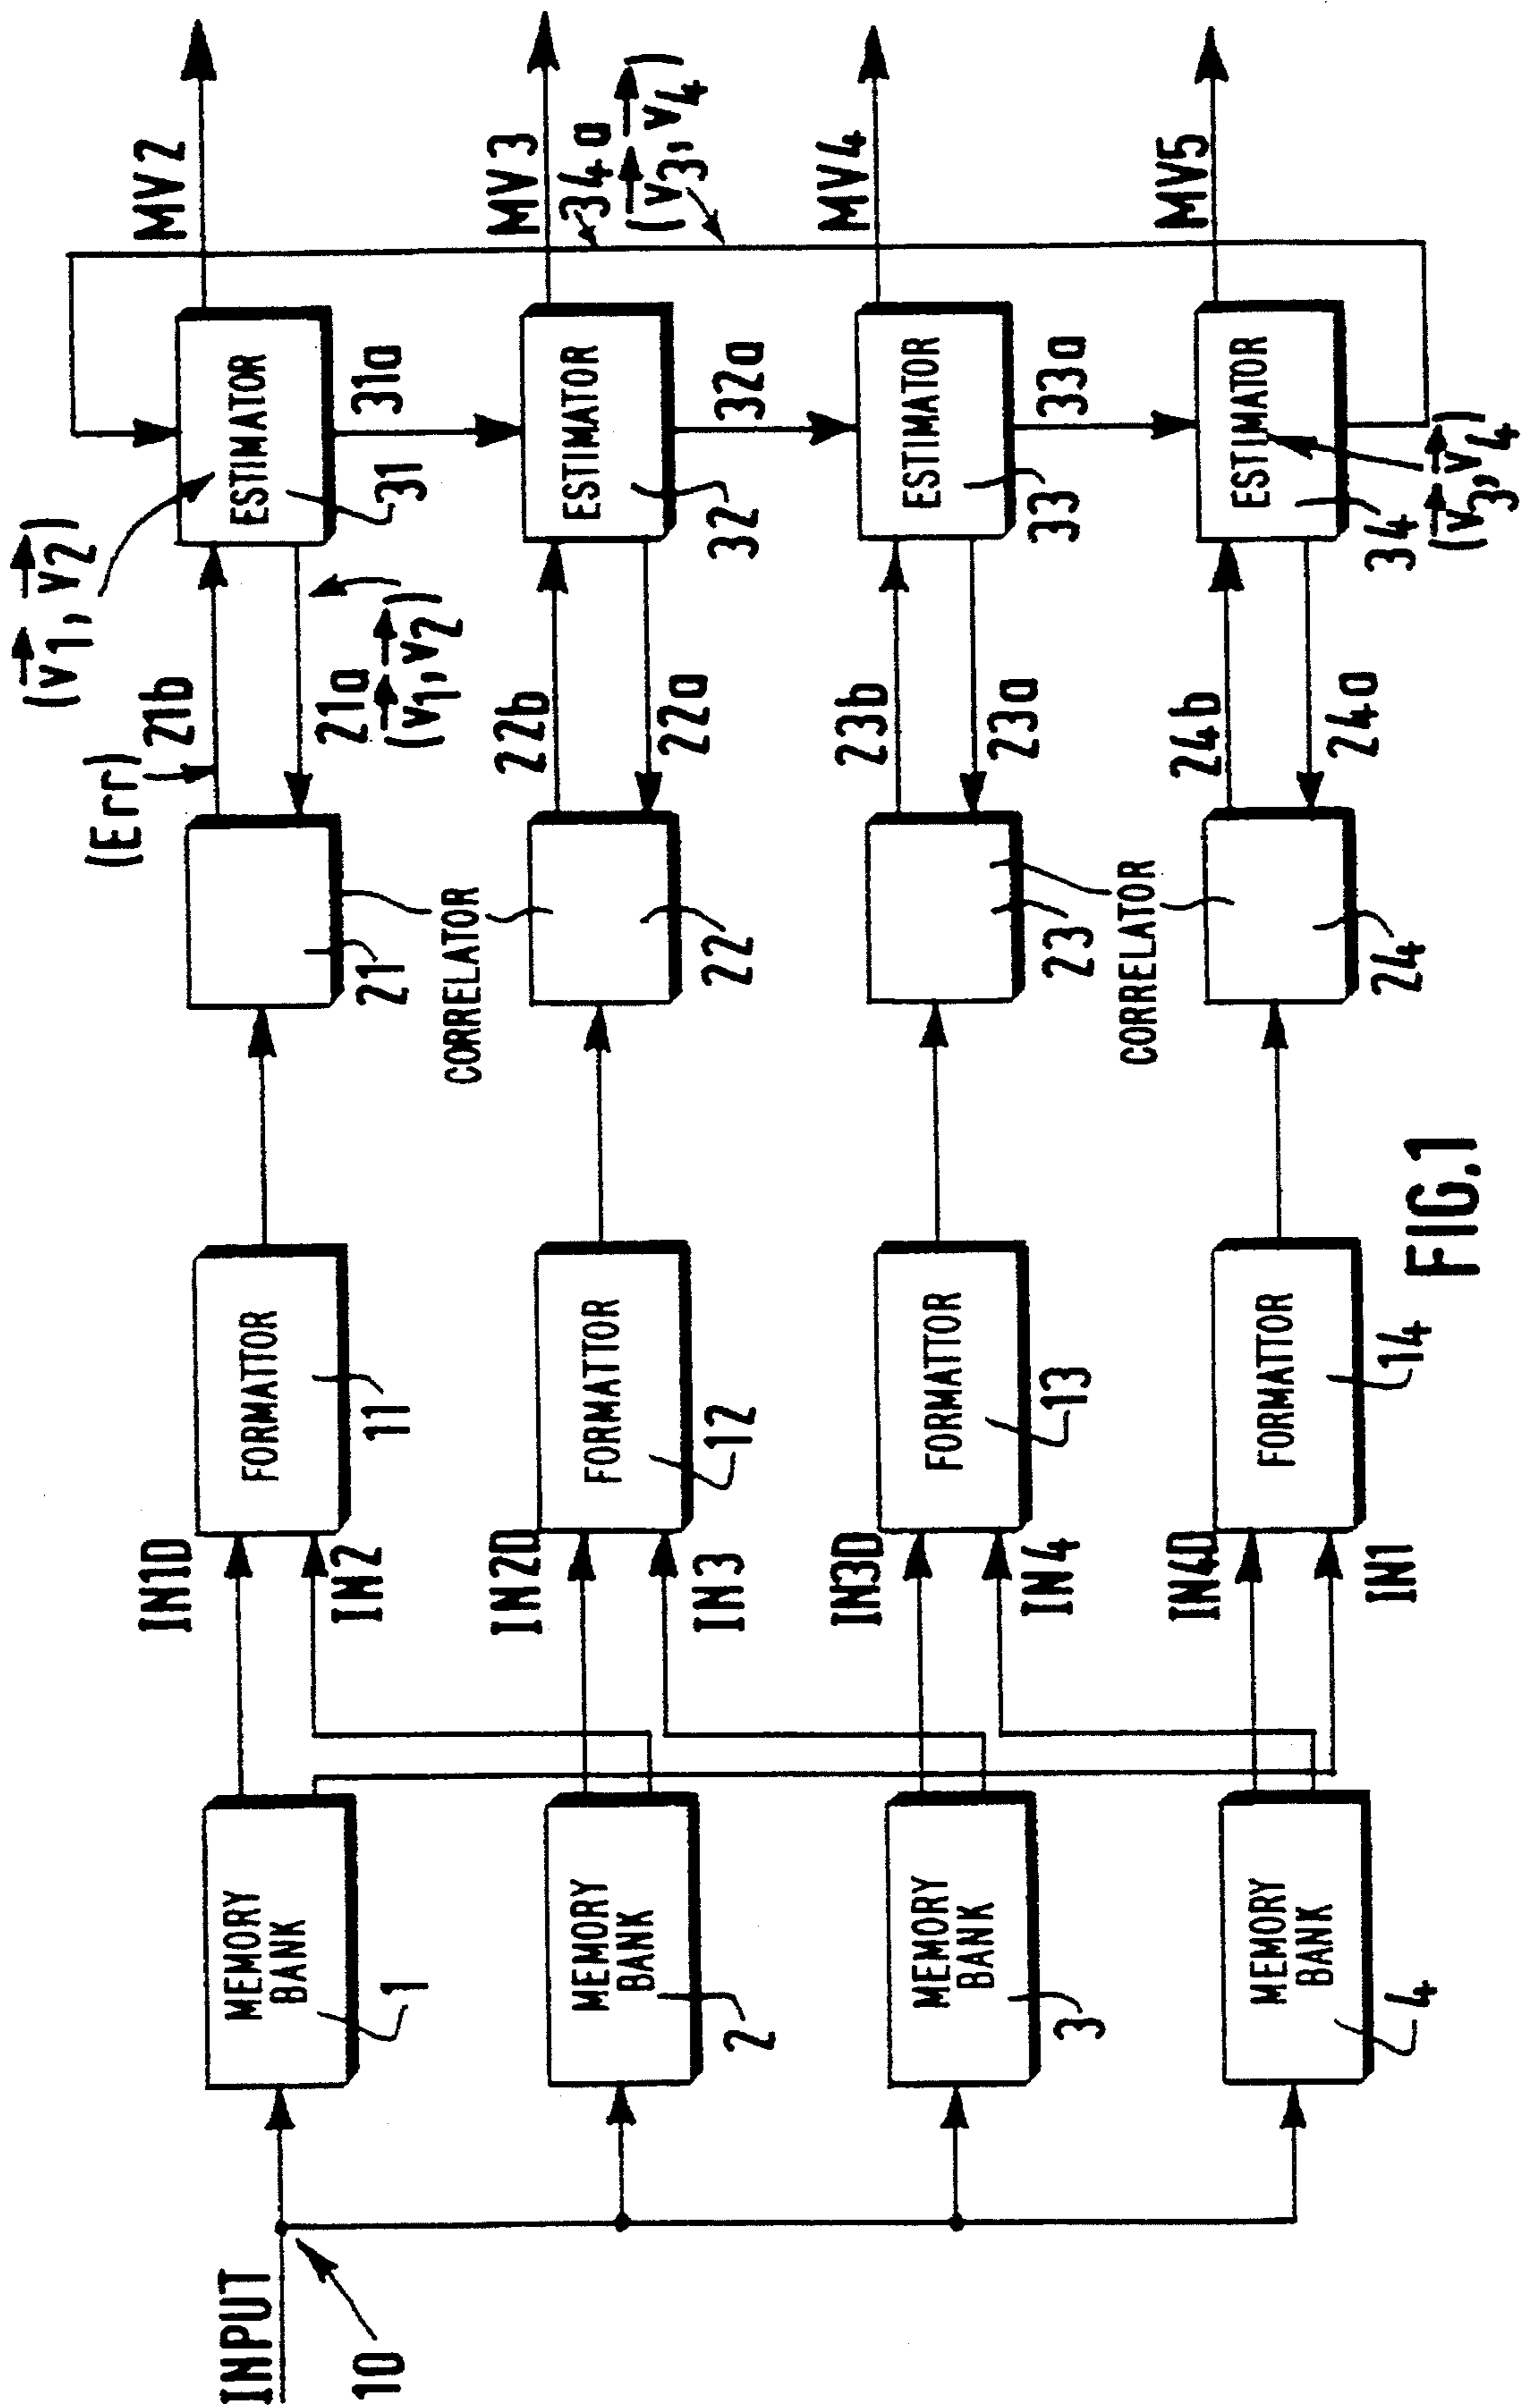 INPUT
10
MEMORY
BANK
1
MEMORY
BANK
2
MEMORY
BANK
3
MEMORY
BANK
4
IN1D
IN2
IN2D
IN3
IN3D
IN4
IN4D
IN1
FORMATTOR
11
FORMATTOR
12
FORMATTOR
13
FORMATTOR
14
21
CORRELATOR
22
23
CORRELATOR
24
(Err)
21b
21a
(v1, v2)
22b
22a
23b
23a
24b
24a
(v1, v2)
ESTIMATOR
31
31a
ESTIMATOR
32
32a
ESTIMATOR
33
33a
ESTIMATOR
34
(v3, v4)
MV2
MV3
34a
(v3, v4)
MV4
MV5
FIG.1